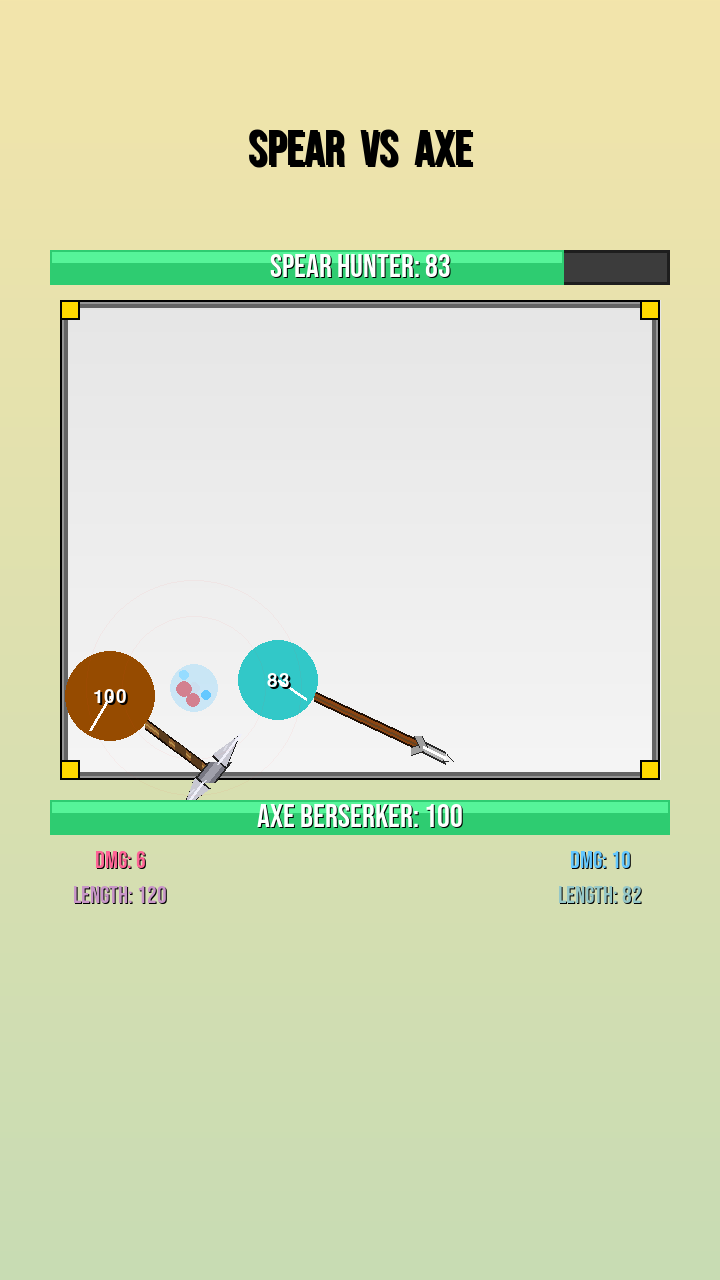 SPEAR VS AXE
SPEAR HUNTER: 83
100
83
AXE BERSERKER: 100
DMG: 6
DMG: 10
LENGTH: 120
LENGTH: 82